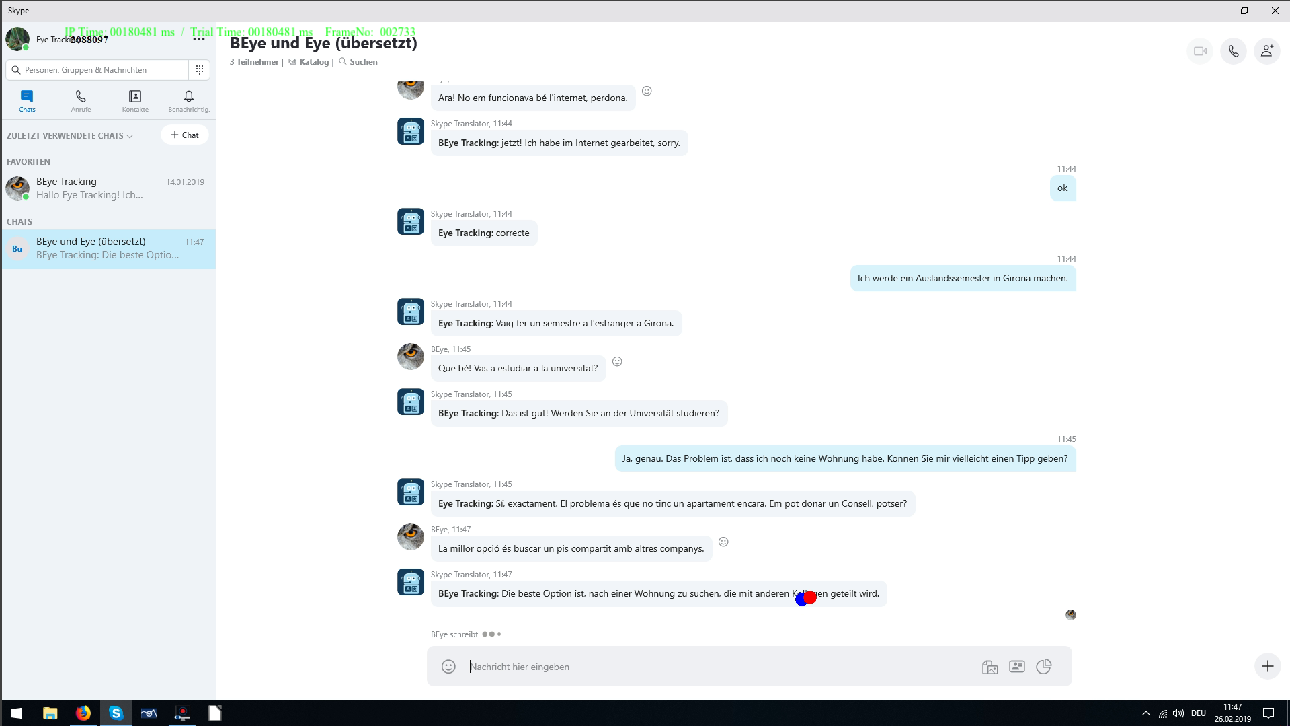 Skype
IP Time: 00180481 ms / Trial Time: 00180481 ms FrameNo: 002733
Eye Tracki
8088097
Personen, Gruppen & Nachrichten
Chats
Anrufe
Kontakte
Benachrichtig.
ZULETZT VERWENDETE CHATS
Chat
FAVORITEN
BEye Tracking
14.01.2019
Hallo Eye Tracking! Ich...
CHATS
Bu
BEye und Eye (übersetzt)
11:47
BEye Tracking: Die beste Optio...
BEye und Eye (übersetzt)
3 Teilnehmer | Katalog | Suchen
Ara! No em funcionava bé l'internet, perdona.
Skype Translator, 11:44
BEye Tracking: jetzt! Ich habe im Internet gearbeitet, sorry.
11:44
ok
Skype Translator, 11:44
Eye Tracking: correcte
11:44
Ich werde ein Auslandssemester in Girona machen.
Skype Translator, 11:44
Eye Tracking: Vaig fer un semestre a l'estranger a Girona.
BEye, 11:45
Que bé! Vas a estudiar a la universitat?
Skype Translator, 11:45
BEye Tracking: Das ist gut! Werden Sie an der Universität studieren?
11:45
Ja, genau. Das Problem ist, dass ich noch keine Wohnung habe. Können Sie mir vielleicht einen Tipp geben?
Skype Translator, 11:45
Eye Tracking: Sí, exactament. El problema és que no tinc un apartament encara. Em pot donar un Consell, potser?
BEye, 11:47
La millor opció és buscar un pis compartit amb altres companys.
Skype Translator, 11:47
BEye Tracking: Die beste Option ist, nach einer Wohnung zu suchen, die mit anderen geteilt wird.
BEye schreibt
Nachricht hier eingeben
DEU
11:47
26.02.2019